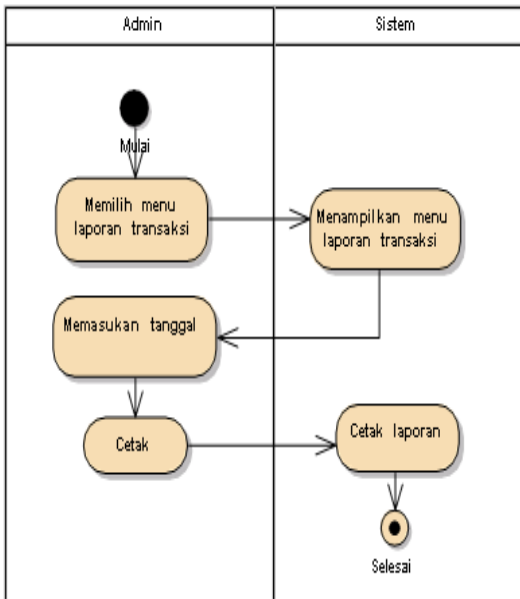 Admin
Sistem
Mulai
Memilih menu
laporan transaksi
Menampilkan menu
laporan transaksi
Memasukan tanggal
Cetak
Cetak laporan
Selesai